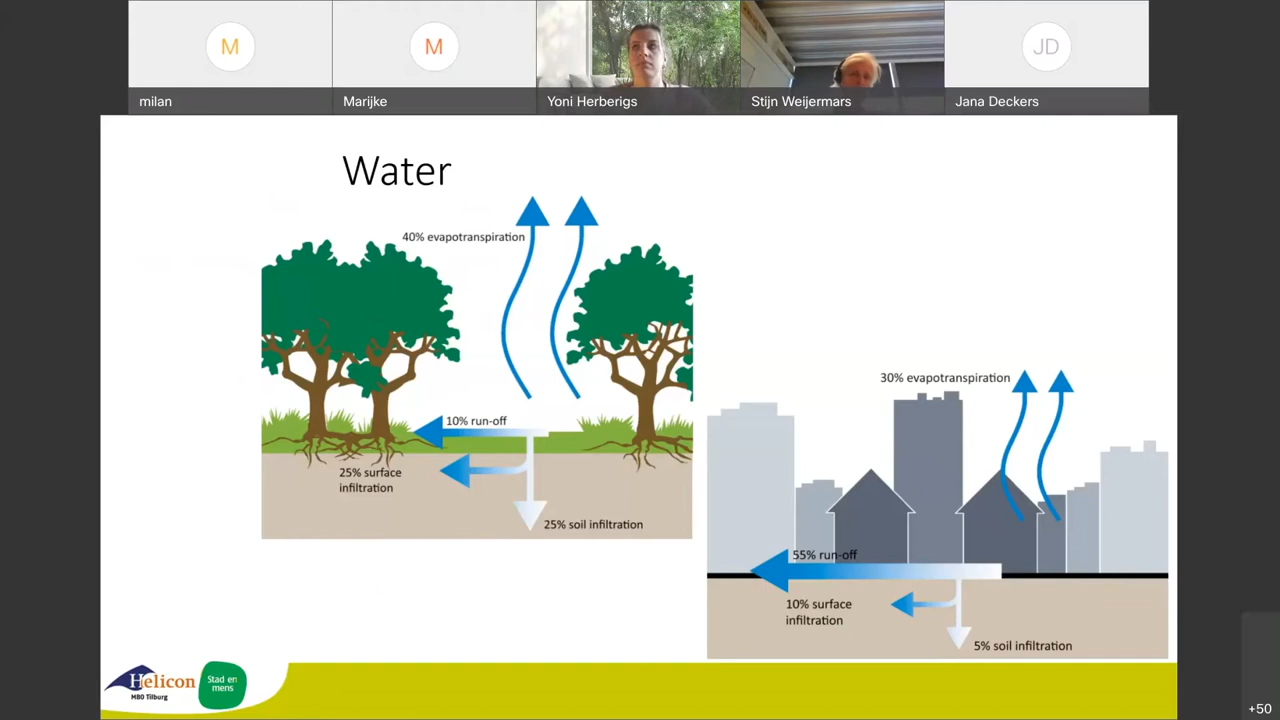 M
M
JD
milan
Marijke
Yoni Herberigs
Stijn Weijermars
Jana Deckers
Water
40% evapotranspiration
10% run-off
25% surface
infiltration
25% soil infiltration
30% evapotranspiration
55% run-off
10% surface
infiltration
5% soil infiltration
Helicon
MBO Tilburg
Stad en
mens
+50